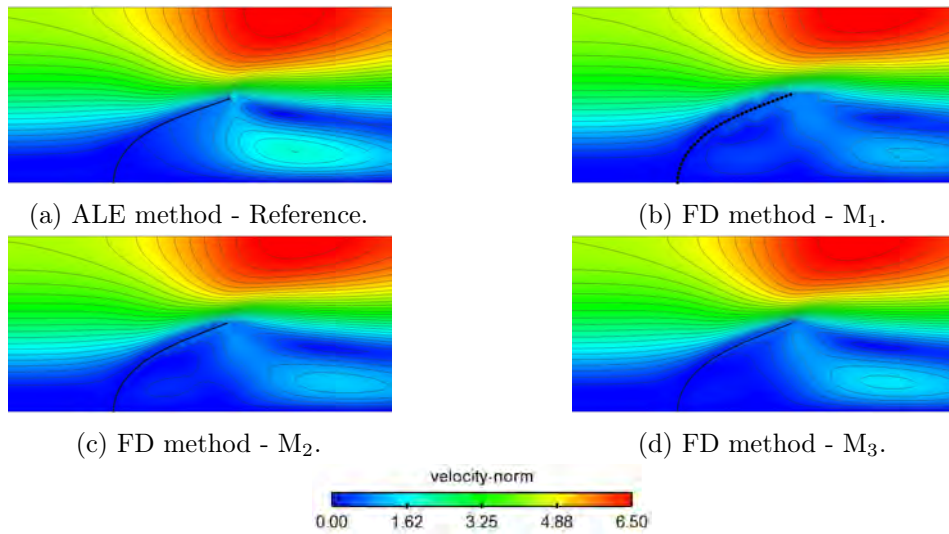 (a) ALE method - Reference.
(b) FD method - M₁.
(c) FD method - M₂.
(d) FD method - M₃.
velocity-norm
0.00 1.62 3.25 4.88 6.50